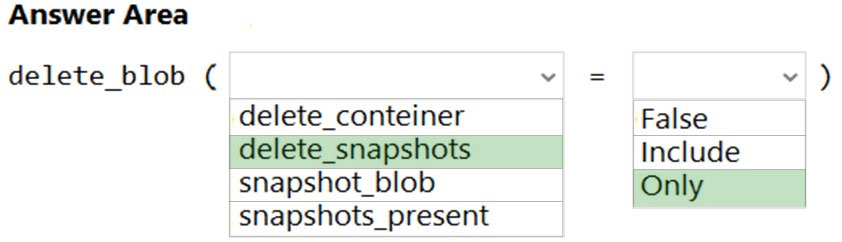 Answer Area
delete_blob ( = )
delete_conteiner
delete_snapshots
snapshot_blob
snapshots_present
False
Include
Only